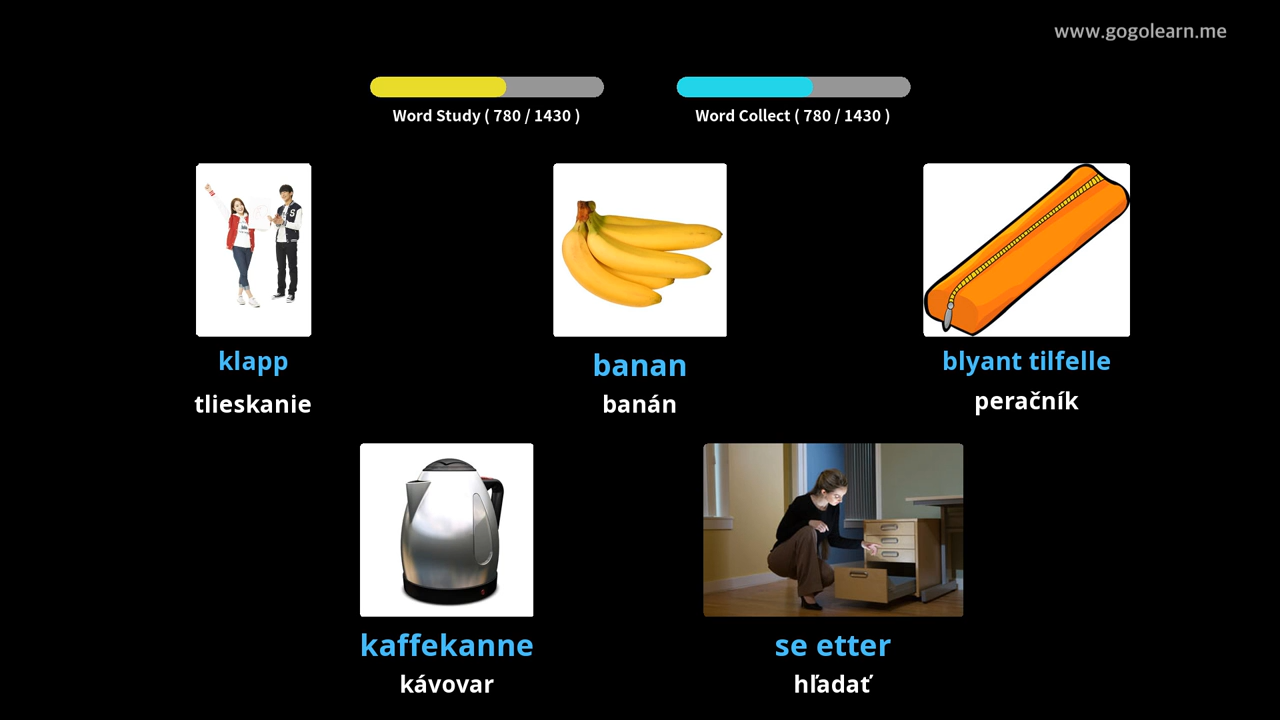 www.gogolearn.me
Word Study ( 780 / 1430 )
Word Collect ( 780 / 1430 )
klapp
tlieskanie
banan
banán
blyant tilfelle
peračník
kaffekanne
kávovar
se etter
hľadať